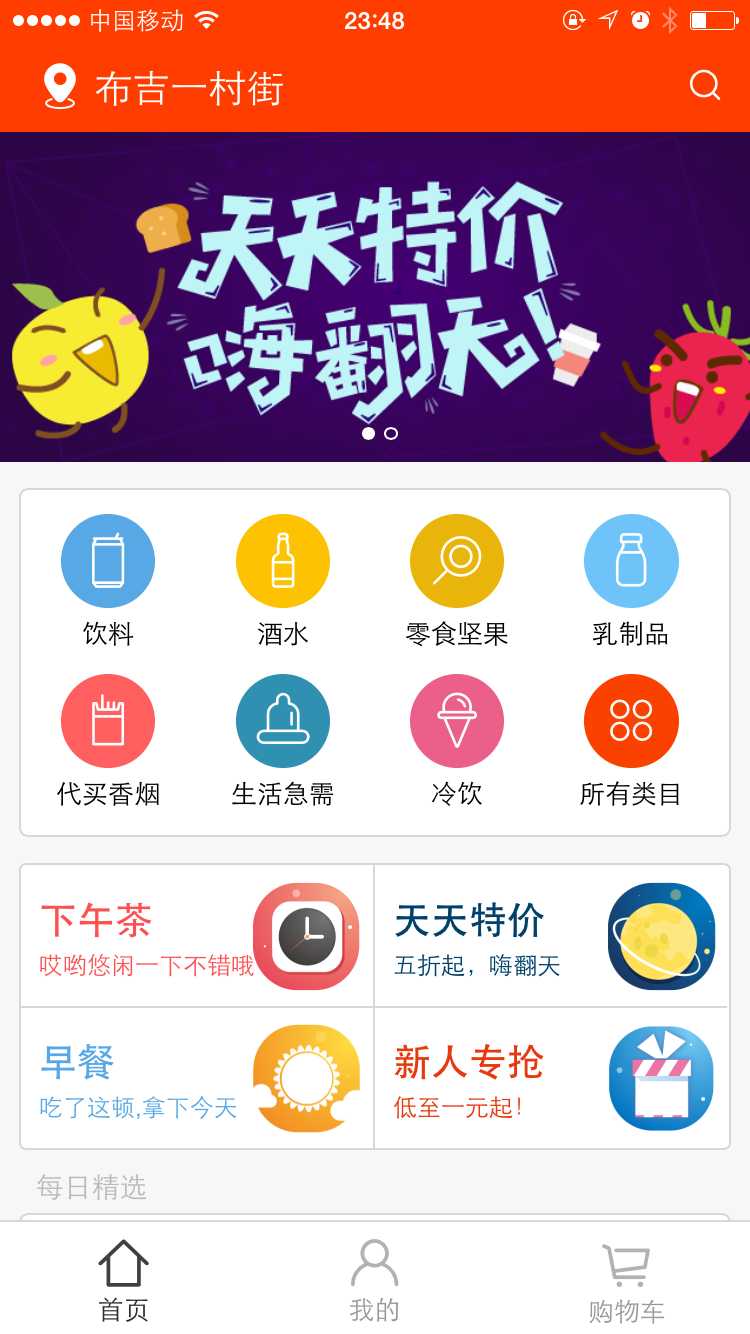 中国移动
23:48
布吉一村街
天天特价
嗨翻天!
饮料
酒水
零食坚果
乳制品
代买香烟
生活急需
冷饮
所有类目
下午茶
哎哟悠闲一下不错哦
天天特价
五折起，嗨翻天
早餐
吃了这顿,拿下今天
新人专抢
低至一元起!
每日精选
首页
我的
购物车